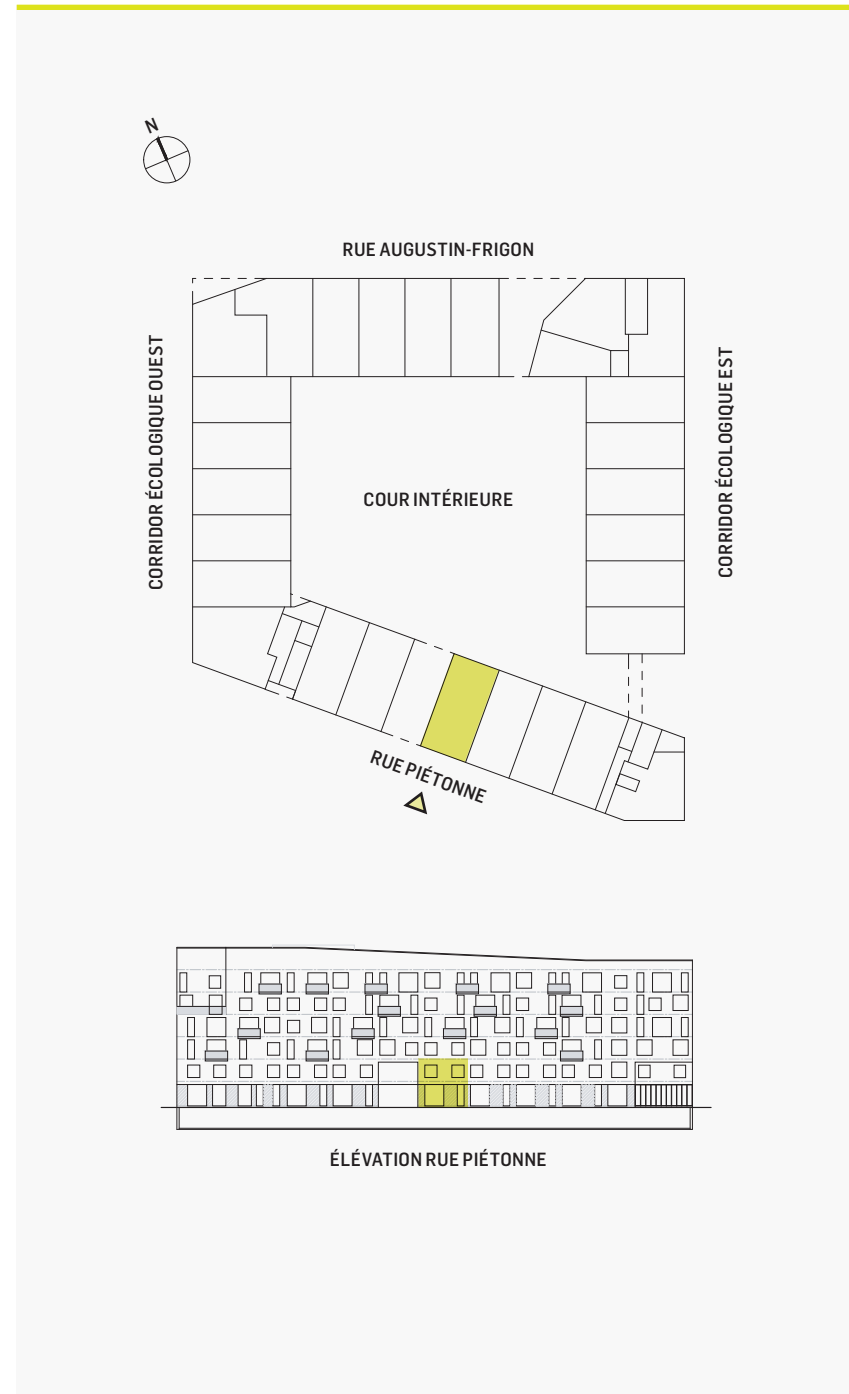 N
RUE AUGUSTIN-FRIGON
CORRIDOR ÉCOLOGIQUE OUEST
CORRIDOR ÉCOLOGIQUE EST
COUR INTÉRIEURE
RUE PIÉTONNE
ÉLÉVATION RUE PIÉTONNE